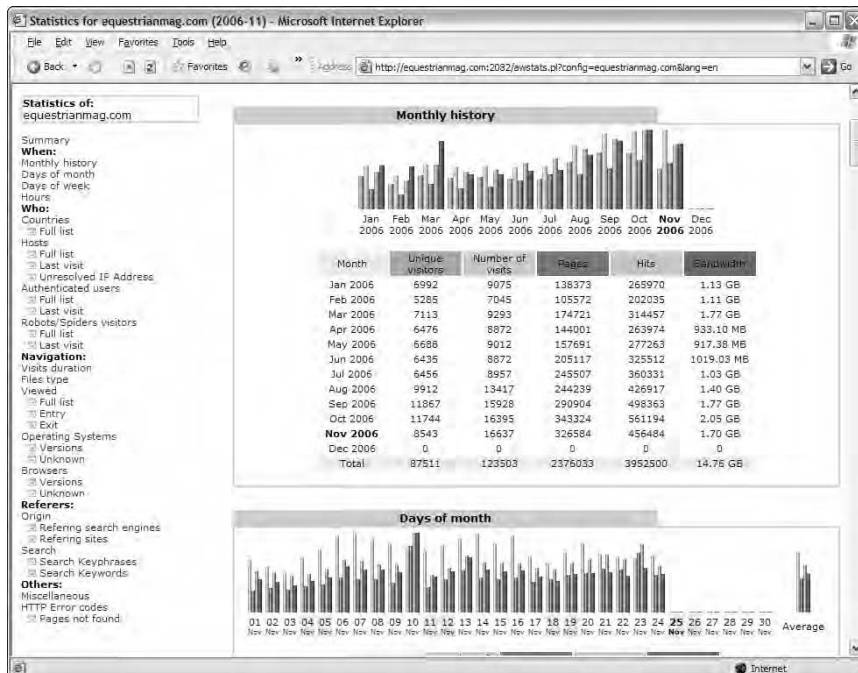 Statistics for equestrianmag.com (2006-11) - Microsoft Internet Explorer
File Edit View Favorites Tools Help
Back Favorites Address http://equestrianmag.com:2082/awstats.pl?config=equestrianmag.com&lang=en Go
Statistics of:
equestrianmag.com
Summary
When:
Monthly history
Days of month
Days of week
Hours
Who:
Countries
Full list
Hosts
Full list
Last visit
Unresolved IP Address
Authenticated users
Full list
Last visit
Robots/Spiders visitors
Full list
Last visit
Navigation:
Visits duration
Files type
Viewed
Full list
Entry
Exit
Operating Systems
Versions
Unknown
Browsers
Versions
Unknown
Referers:
Origin
Refering search engines
Refering sites
Search
Search Keyphrases
Search Keywords
Others:
Miscellaneous
HTTP Error codes
Pages not found
Monthly history
Jan Feb Mar Apr May Jun Jul Aug Sep Oct Nov Dec
2006 2006 2006 2006 2006 2006 2006 2006 2006 2006 2006 2006
Month Unique visitors Number of visits Pages Hits Bandwidth
Jan 2006 6992 9075 138373 265970 1.13 GB
Feb 2006 5285 7045 105572 202035 1.11 GB
Mar 2006 7113 9293 174721 314457 1.77 GB
Apr 2006 6476 8872 144001 263974 933.10 MB
May 2006 6688 9012 157691 277263 917.38 MB
Jun 2006 6435 8872 205117 325512 1019.03 MB
Jul 2006 6456 8957 245507 360331 1.03 GB
Aug 2006 9912 13417 244239 426917 1.40 GB
Sep 2006 11867 15928 290904 498363 1.77 GB
Oct 2006 11744 16395 343324 561194 2.05 GB
Nov 2006 8543 16637 326584 456484 1.70 GB
Dec 2006 0 0 0 0 0
Total 87511 123503 2376033 3952500 14.76 GB
Days of month
01 02 03 04 05 06 07 08 09 10 11 12 13 14 15 16 17 18 19 20 21 22 23 24 25 26 27 28 29 30
Nov Nov Nov Nov Nov Nov Nov Nov Nov Nov Nov Nov Nov Nov Nov Nov Nov Nov Nov Nov Nov Nov Nov Nov Nov Nov Nov Nov Nov Nov
Average
Internet